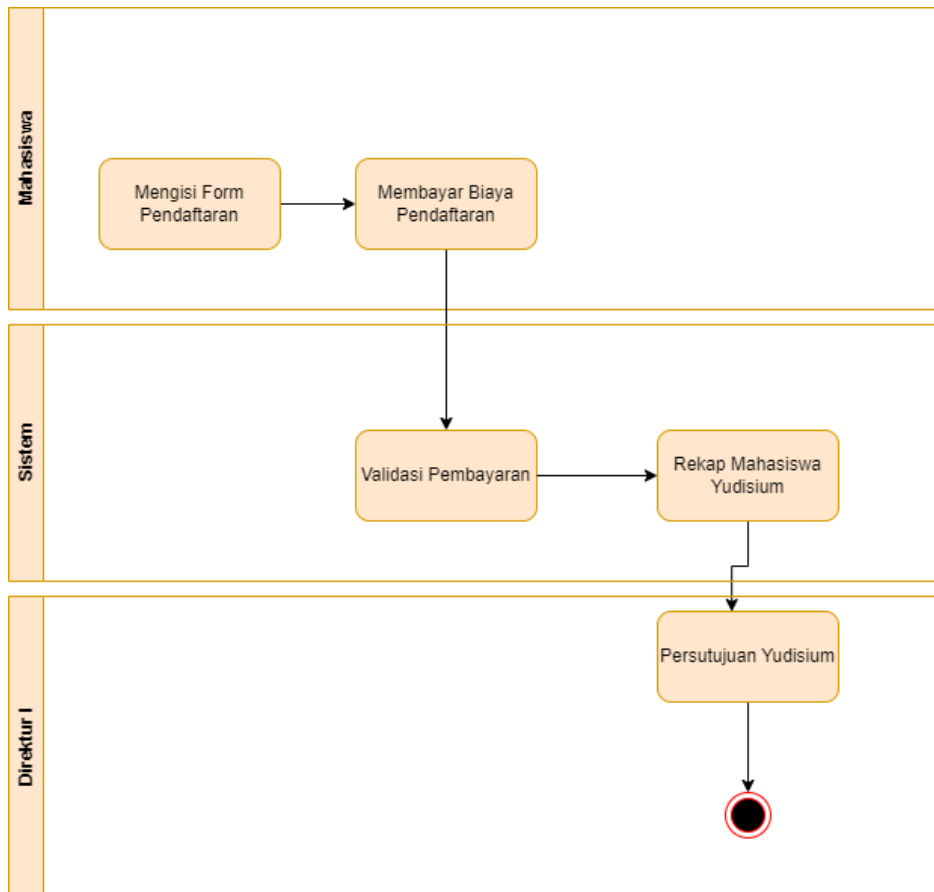 Mahasiswa
Mengisi Form
Pendaftaran
Membayar Biaya
Pendaftaran
Sistem
Validasi Pembayaran
Rekap Mahasiswa
Yudisium
Direktur I
Persutujuan Yudisium